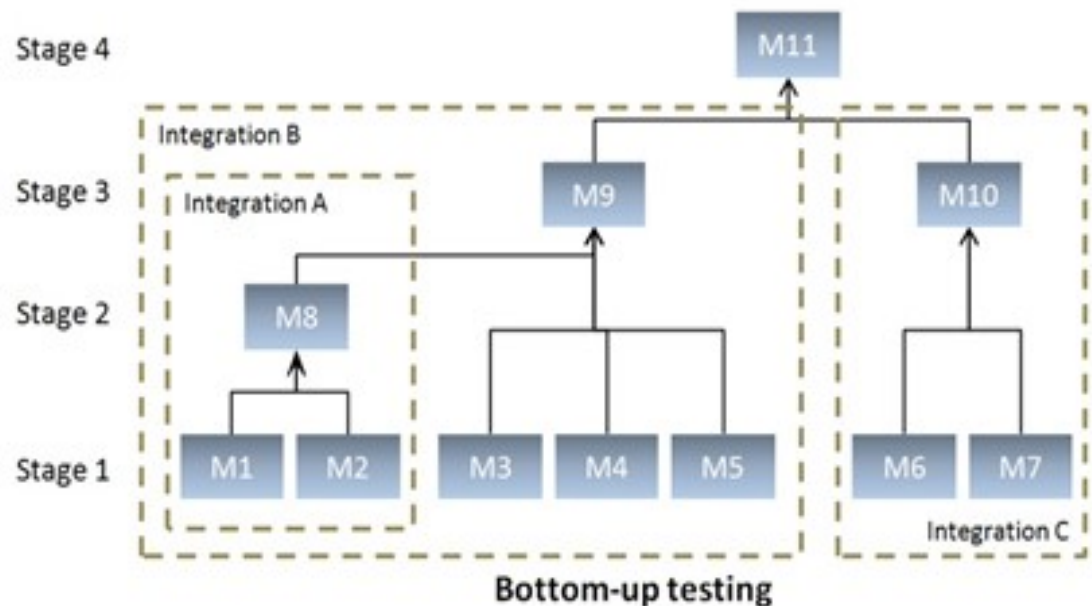 Stage 4
M11
Integration B
Stage 3
Integration A
M9
M10
Stage 2
M8
Stage 1
M1
M2
M3
M4
M5
M6
M7
Integration C
Bottom-up testing